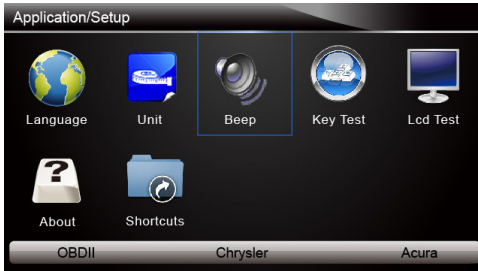 Application/Setup
Language Unit Beep Key Test Lcd Test
About Shortcuts
OBDII Chrysler Acura